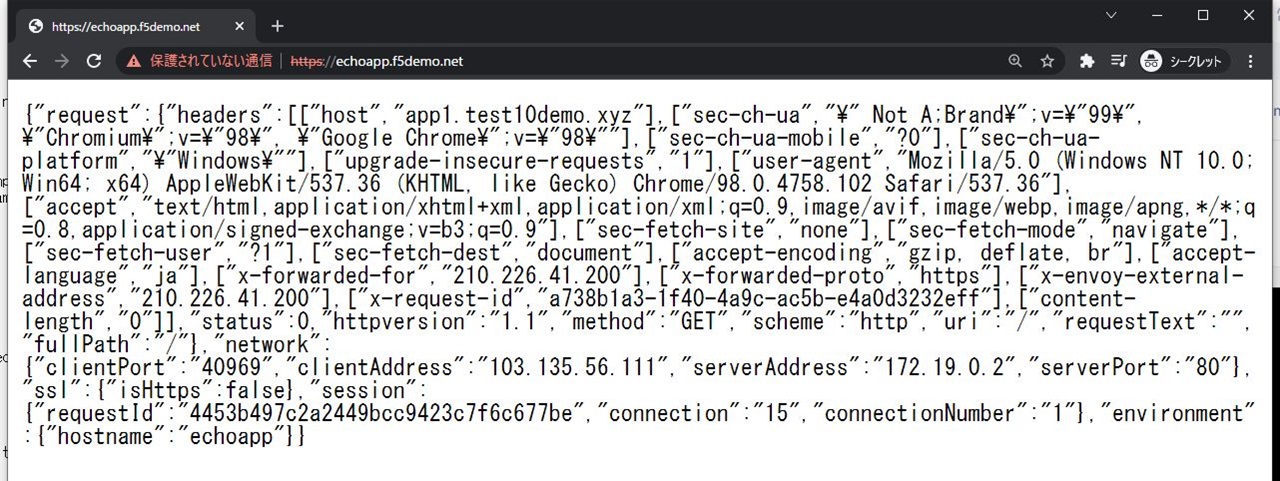 https://echoapp.f5demo.net
保護されていない通信 | https://echoapp.f5demo.net シークレット
{"request":{"headers":[["host","app1.test10demo.xyz"],["sec-ch-ua","¥" Not A;Brand¥";v=¥"99¥",
¥"Chromium¥";v=¥"98¥", ¥"Google Chrome¥";v=¥"98¥""],["sec-ch-ua-mobile","?0"],["sec-ch-ua-
platform","¥"Windows¥""],["upgrade-insecure-requests","1"],["user-agent","Mozilla/5.0 (Windows NT 10.0;
Win64; x64) AppleWebKit/537.36 (KHTML, like Gecko) Chrome/98.0.4758.102 Safari/537.36"],
["accept","text/html,application/xhtml+xml,application/xml;q=0.9,image/avif,image/webp,image/apng,*/*;q
=0.8,application/signed-exchange;v=b3;q=0.9"],["sec-fetch-site","none"],["sec-fetch-mode","navigate"],
["sec-fetch-user","?1"],["sec-fetch-dest","document"],["accept-encoding","gzip, deflate, br"],["accept-
language","ja"],["x-forwarded-for","210.226.41.200"],["x-forwarded-proto","https"],["x-envoy-external-
address","210.226.41.200"],["x-request-id","a738b1a3-1f40-4a9c-ac5b-e4a0d3232eff"],["content-
length","0"]],"status":0,"httpversion":"1.1","method":"GET","scheme":"http","uri":"/","requestText":"",
"fullPath":"/"},"network":
{"clientPort":"40969","clientAddress":"103.135.56.111","serverAddress":"172.19.0.2","serverPort":"80"},
"ssl":{"isHttps":false},"session":
{"requestId":"4453b497c2a2449bcc9423c7f6c677be","connection":"15","connectionNumber":"1"},"environment"
:{"hostname":"echoapp"}}